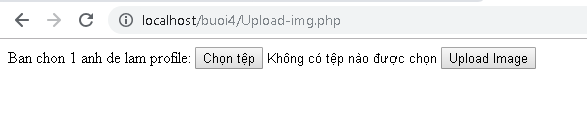 localhost/buoi4/Upload-img.php
Ban chon 1 anh de lam profile: Chọn tệp Không có tệp nào được chọn Upload Image